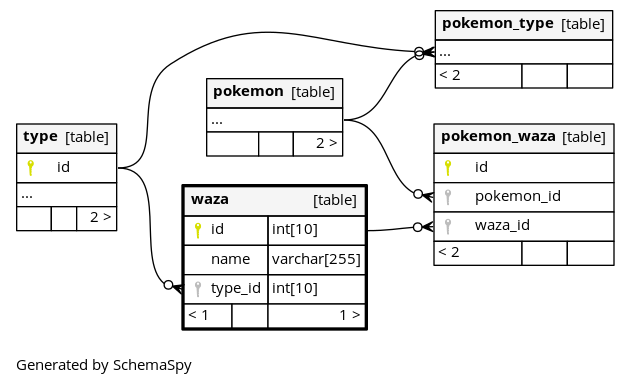 pokemon_type [table]
...
< 2
pokemon [table]
...
2 >
type [table]
id
...
2 >
pokemon_waza [table]
id
pokemon_id
waza_id
< 2
waza [table]
id int[10]
name varchar[255]
type_id int[10]
< 1 1 >
Generated by SchemaSpy